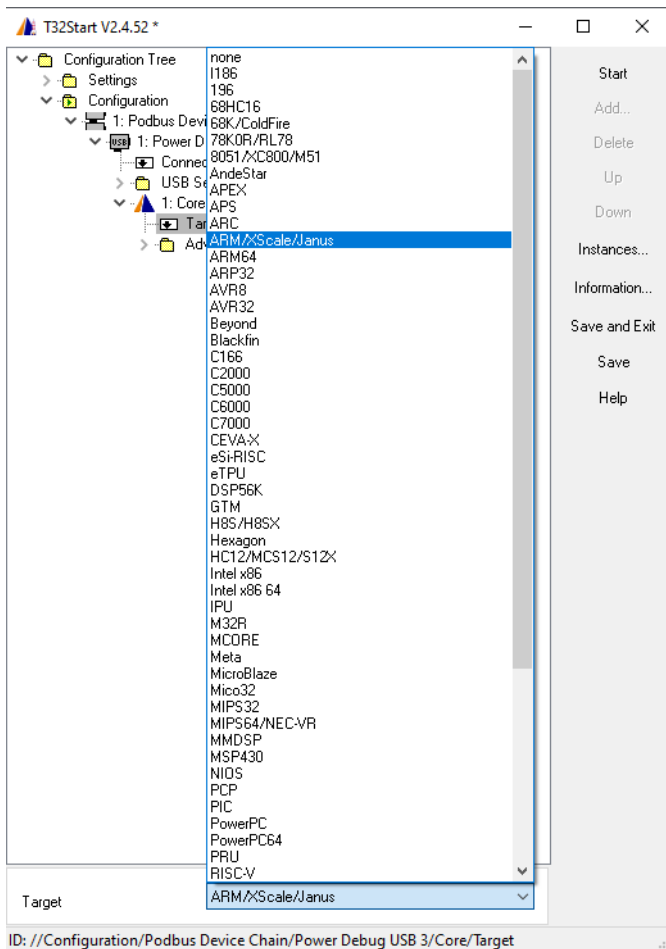 T32Start V2.4.52 *
Configuration Tree
Settings
Configuration
1: Podbus Devi
1: Power D
Connec
USB Se
1: Core
Tar
Adv
none
I186
196
68HC16
68K/ColdFire
78K0R/RL78
8051/XC800/M51
AndeStar
APEX
APS
ARC
ARM/XScale/Janus
ARM64
ARP32
AVR8
AVR32
Beyond
Blackfin
C166
C2000
C5000
C6000
C7000
CEVA-X
eSi-RISC
eTPU
DSP56K
GTM
H8S/H8SX
Hexagon
HC12/MCS12/S12X
Intel x86
Intel x86 64
IPU
M32R
MCORE
Meta
MicroBlaze
Mico32
MIPS32
MIPS64/NEC-VR
MMDSP
MSP430
NIOS
PCP
PIC
PowerPC
PowerPC64
PRU
RISC-V
Start
Add...
Delete
Up
Down
Instances...
Information...
Save and Exit
Save
Help
Target
ARM/XScale/Janus
ID: //Configuration/Podbus Device Chain/Power Debug USB 3/Core/Target